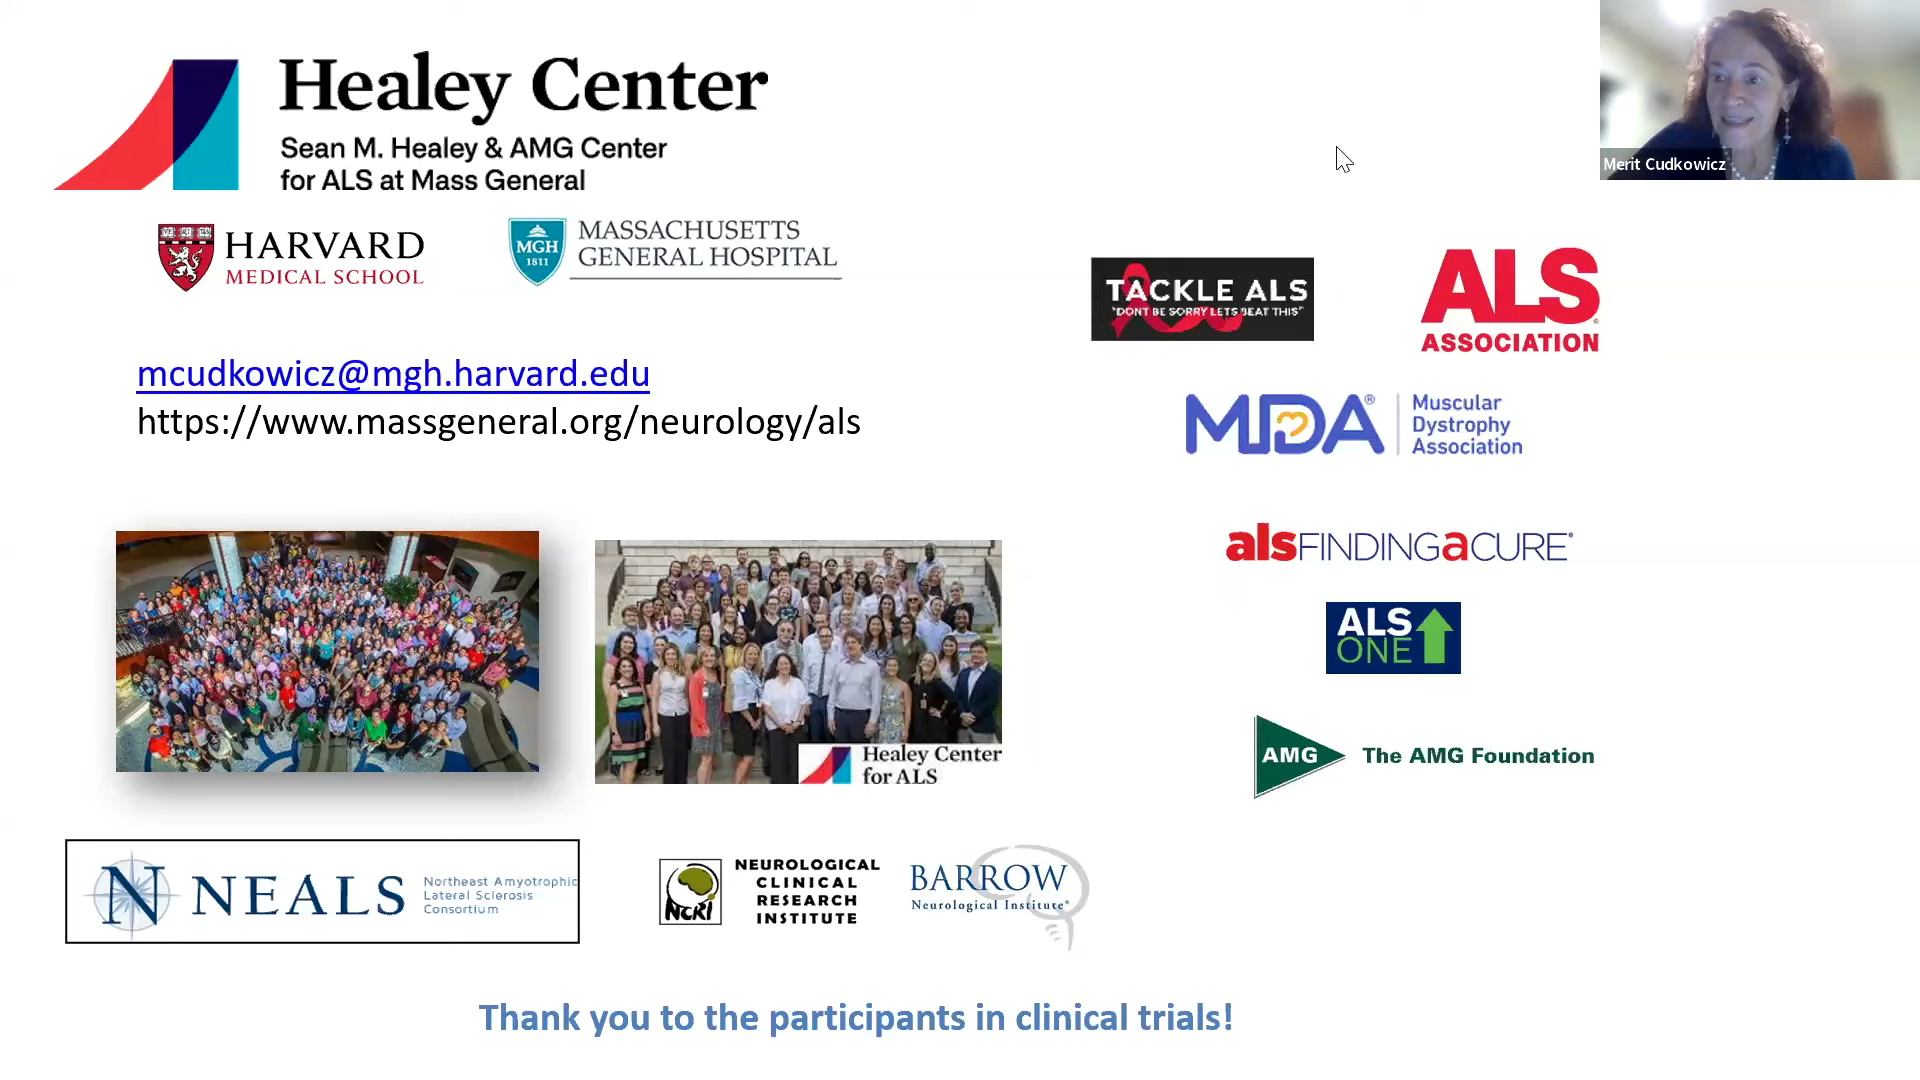 Healey Center
Sean M. Healey & AMG Center
for ALS at Mass General
Merit Cudkowicz
VE RI TAS
HARVARD
MEDICAL SCHOOL
MGH
1811
MASSACHUSETTS
GENERAL HOSPITAL
TACKLE ALS
"DONT BE SORRY LETS BEAT THIS"
ALS
ASSOCIATION
mcudkowicz@mgh.harvard.edu
https://www.massgeneral.org/neurology/als
MDA®
Muscular
Dystrophy
Association
alsFINDINGaCURE®
ALS
ONE
AMG
The AMG Foundation
Healey Center
for ALS
N NEALS
Northeast Amyotrophic
Lateral Sclerosis
Consortium
NCRI
NEUROLOGICAL
CLINICAL
RESEARCH
INSTITUTE
BARROW
Neurological Institute®
Thank you to the participants in clinical trials!